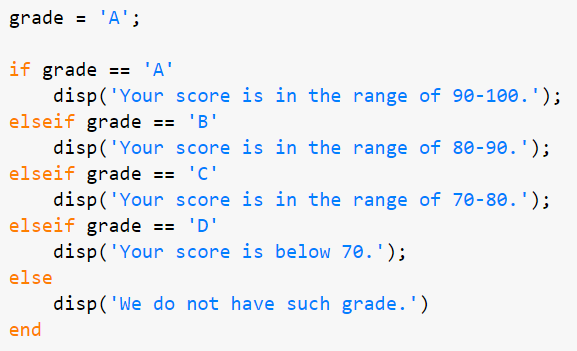 grade = 'A';

if grade == 'A'
    disp('Your score is in the range of 90-100.');
elseif grade == 'B'
    disp('Your score is in the range of 80-90.');
elseif grade == 'C'
    disp('Your score is in the range of 70-80.');
elseif grade == 'D'
    disp('Your score is below 70.');
else
    disp('We do not have such grade.')
end